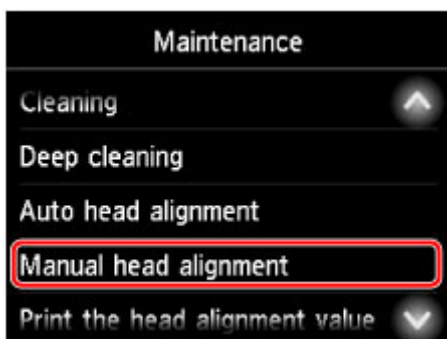 Maintenance
Cleaning
Deep cleaning
Auto head alignment
Manual head alignment
Print the head alignment value